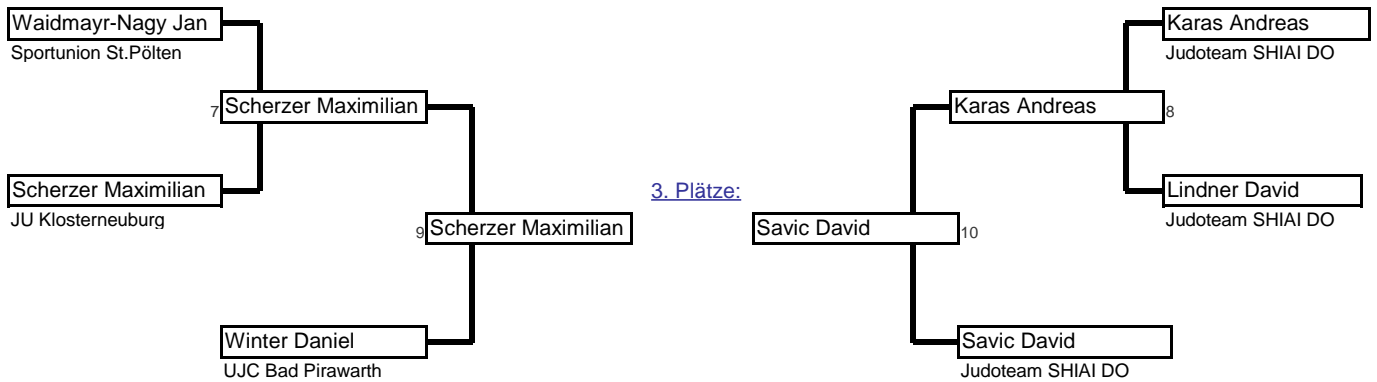 Waidmayr-Nagy Jan
Sportunion St.Pölten
7
Scherzer Maximilian
Scherzer Maximilian
JU Klosterneuburg
9
Scherzer Maximilian
Winter Daniel
UJC Bad Pirawarth
3. Plätze:
Karas Andreas
Judoteam SHIAI DO
Karas Andreas
8
Lindner David
Judoteam SHIAI DO
Savic David
10
Savic David
Judoteam SHIAI DO